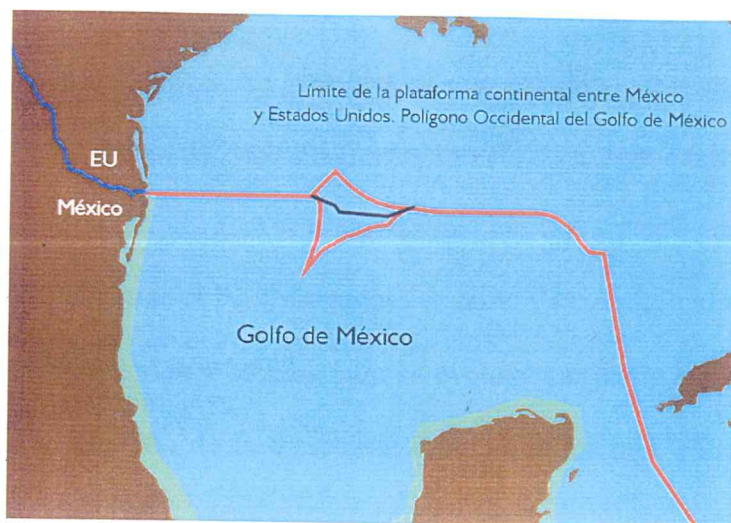 Límite de la plataforma continental entre México
y Estados Unidos. Polígono Occidental del Golfo de México
EU
México
Golfo de México